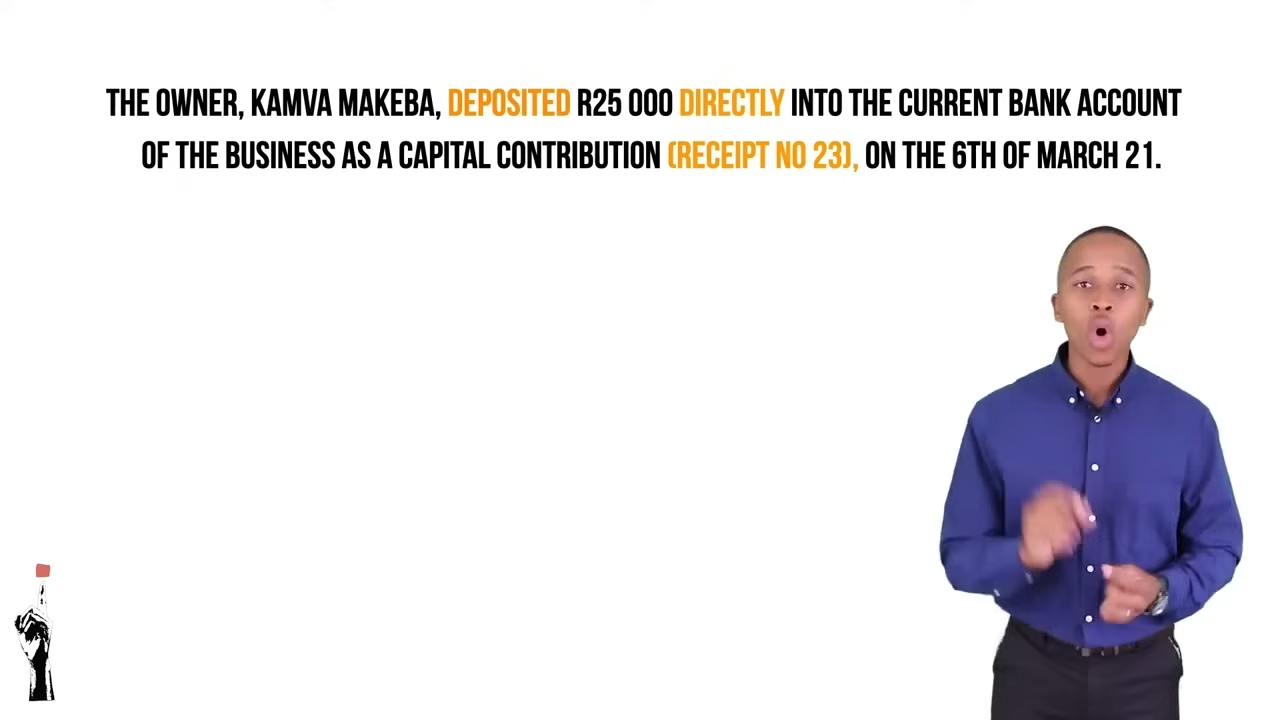 THE OWNER, KAMVA MAKEBA, DEPOSITED R25 000 DIRECTLY INTO THE CURRENT BANK ACCOUNT
OF THE BUSINESS AS A CAPITAL CONTRIBUTION (RECEIPT NO 23), ON THE 6TH OF MARCH 21.